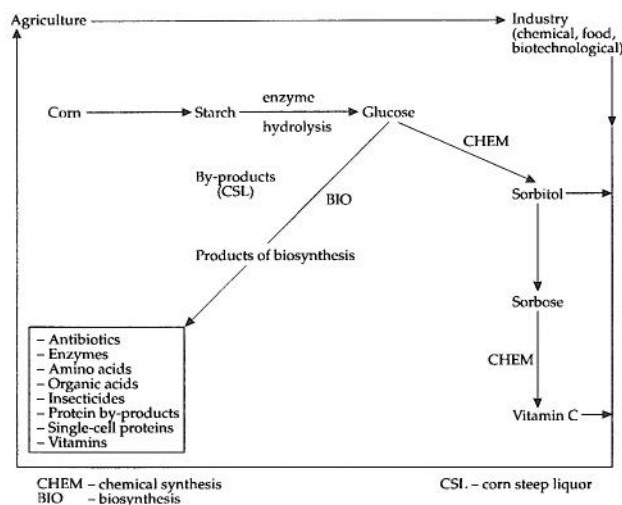 Agriculture
Industry
(chemical, food,
biotechnological)
Corn
Starch
enzyme
hydrolysis
Glucose
CHEM
By-products
(CSL)
BIO
Sorbitol
Products of biosynthesis
Sorbose
– Antibiotics
– Enzymes
– Amino acids
– Organic acids
– Insecticides
– Protein by-products
– Single-cell proteins
– Vitamins
CHEM
Vitamin C
CHEM – chemical synthesis
BIO – biosynthesis
CSL – corn steep liquor